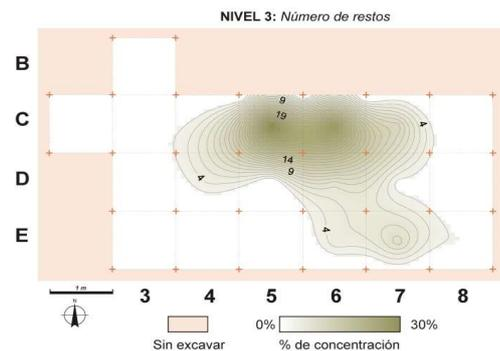 NIVEL 3: Número de restos
B
9
C
19
4
14
D
4
9
E
4
1 m
3 4 5 6 7 8
N
0% 30%
Sin excavar
% de concentración